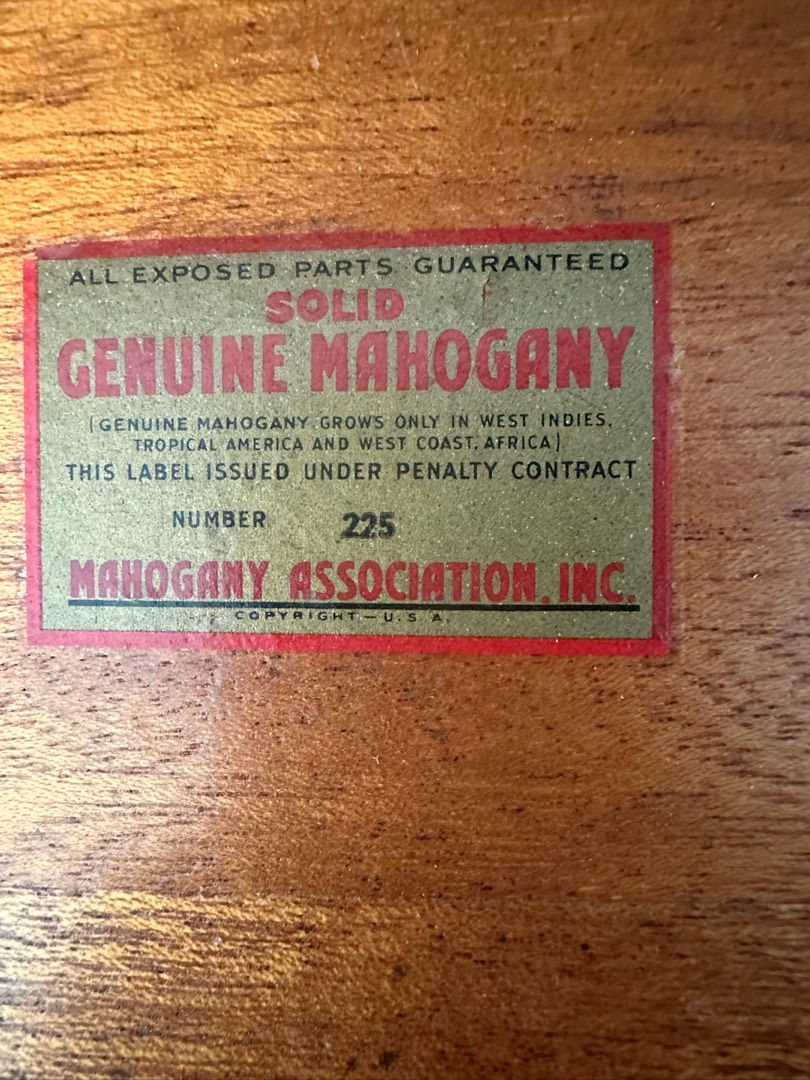 ALL EXPOSED PARTS GUARANTEED
SOLID
GENUINE MAHOGANY
(GENUINE MAHOGANY GROWS ONLY IN WEST INDIES,
TROPICAL AMERICA AND WEST COAST, AFRICA)
THIS LABEL ISSUED UNDER PENALTY CONTRACT
NUMBER 225
MAHOGANY ASSOCIATION, INC.
COPYRIGHT—U.S.A.